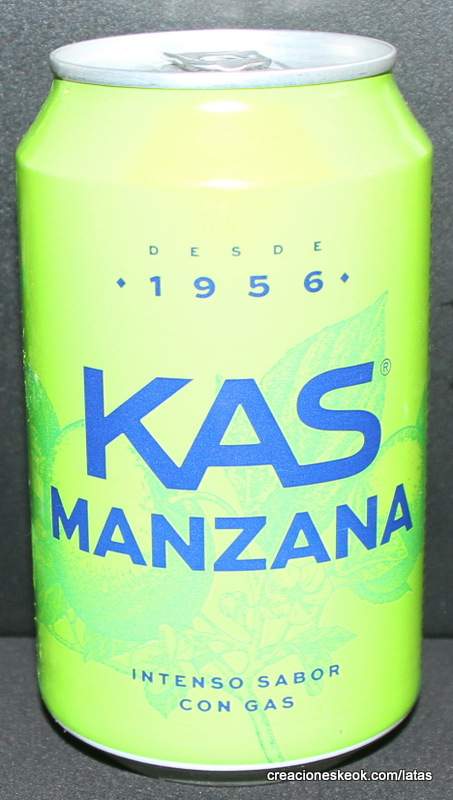 DESDE
1956
KAS®
MANZANA
INTENSO SABOR
CON GAS
creacioneskeok.com/latas